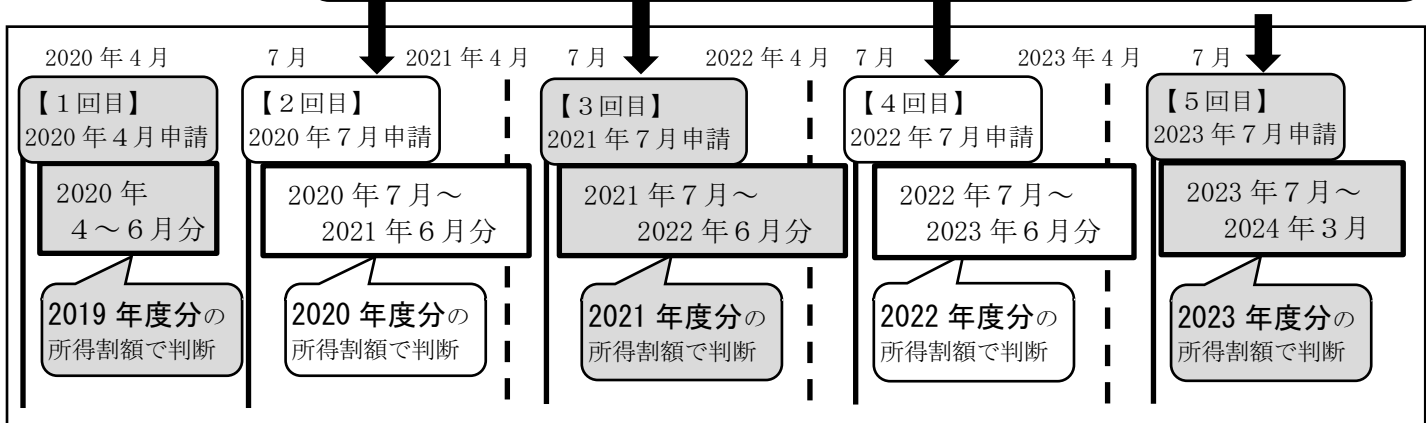 2020年4月
7月
2021年4月
7月
2022年4月
7月
2023年4月
7月
【1回目】
2020年4月申請
【2回目】
2020年7月申請
【3回目】
2021年7月申請
【4回目】
2022年7月申請
【5回目】
2023年7月申請
2020年
4~6月分
2020年7月~
2021年6月分
2021年7月~
2022年6月分
2022年7月~
2023年6月分
2023年7月~
2024年3月
2019年度分の
所得割額で判断
2020年度分の
所得割額で判断
2021年度分の
所得割額で判断
2022年度分の
所得割額で判断
2023年度分の
所得割額で判断